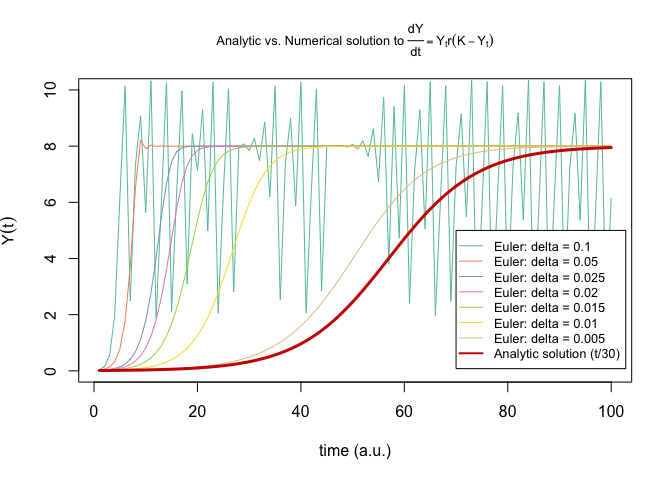 Analytic vs. Numerical solution to dY/dt = Yₜr(K − Yₜ)
Y(t)
10
8
6
4
2
0
Euler: delta = 0.1
Euler: delta = 0.05
Euler: delta = 0.025
Euler: delta = 0.02
Euler: delta = 0.015
Euler: delta = 0.01
Euler: delta = 0.005
Analytic solution (t/30)
0 20 40 60 80 100
time (a.u.)